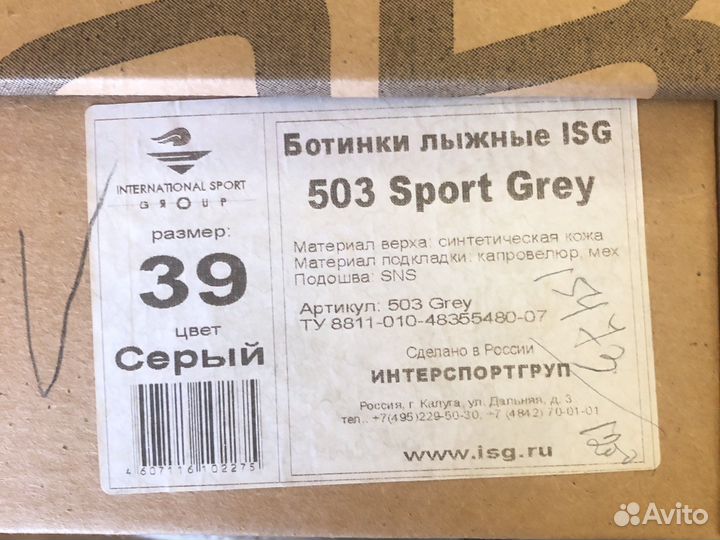 INTERNATIONAL SPORT
GROUP
размер:
39
цвет
Серый
4607116102275
Ботинки лыжные ISG
503 Sport Grey
Материал верха: синтетическая кожа
Материал подкладки: капровелюр, мех
Подошва: SNS
Артикул: 503 Grey
ТУ 8811-010-48355480-07
Сделано в России
ИНТЕРСПОРТГРУП
Россия, г. Калуга, ул. Дальняя, д. 3
тел.: +7(495)229-50-30, +7 (4842) 70-01-01
www.isg.ru
Avito